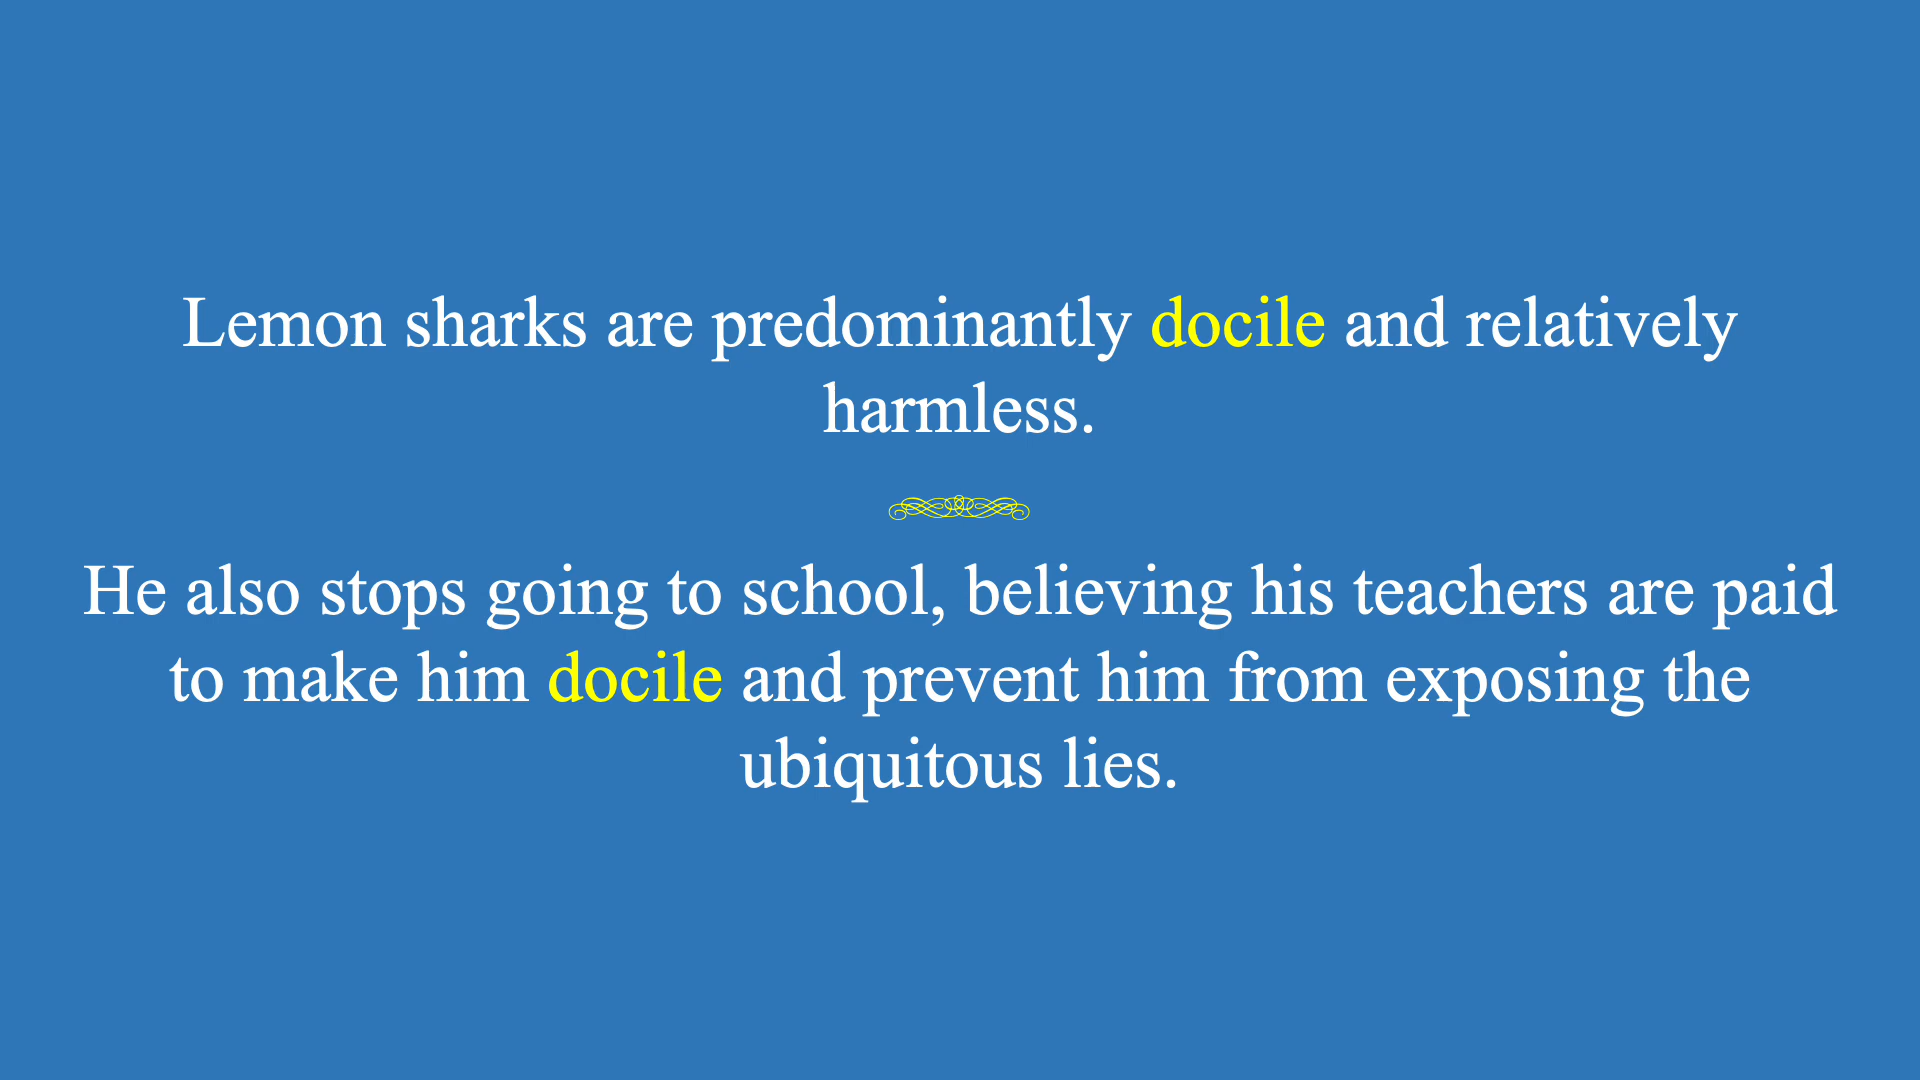 Lemon sharks are predominantly docile and relatively
harmless.
He also stops going to school, believing his teachers are paid
to make him docile and prevent him from exposing the
ubiquitous lies.